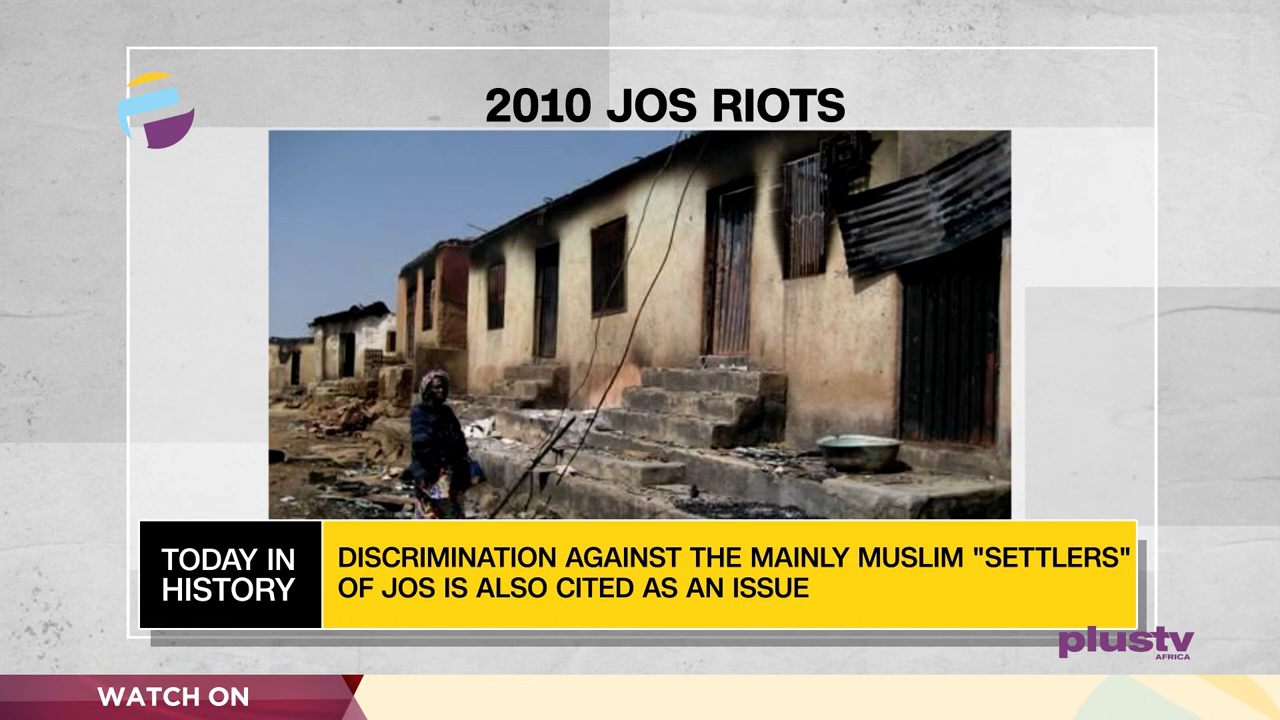 2010 JOS RIOTS
TODAY IN
HISTORY
DISCRIMINATION AGAINST THE MAINLY MUSLIM "SETTLERS"
OF JOS IS ALSO CITED AS AN ISSUE
plustv
AFRICA
WATCH ON